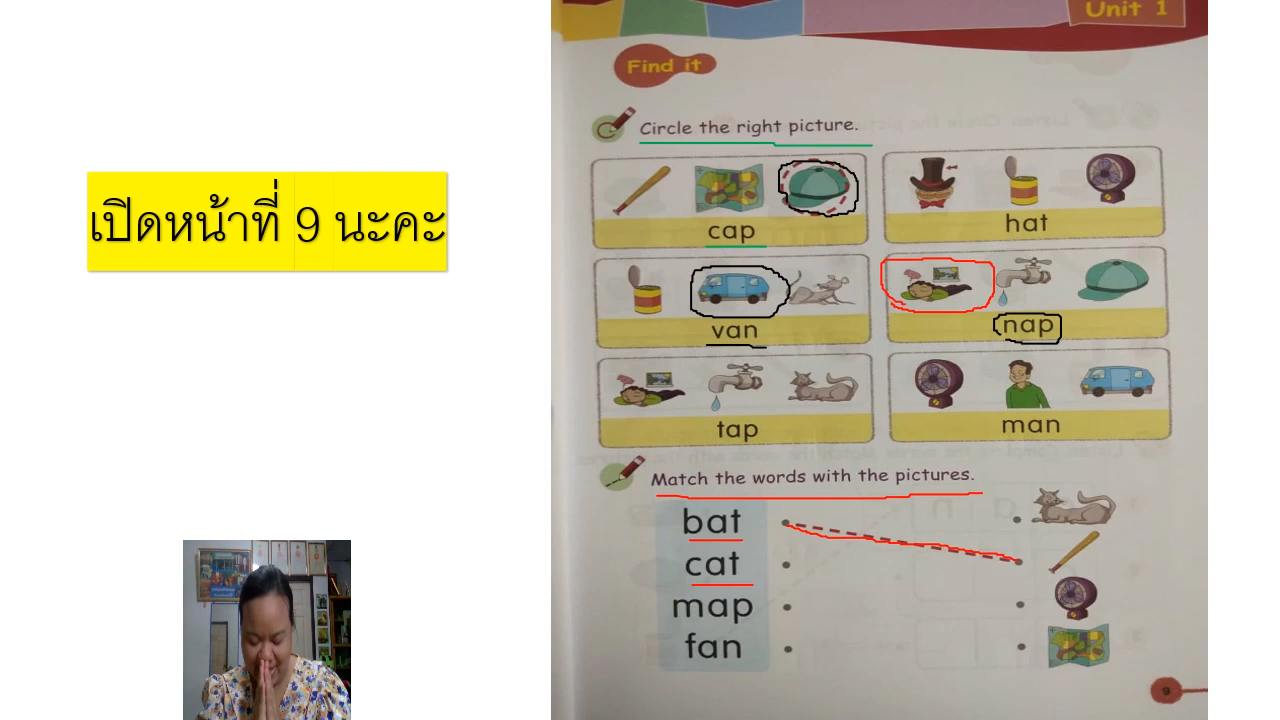 เปิดหน้าที่ 9 นะคะ
Unit 1
Find it
Circle the right picture.
cap
hat
van
nap
tap
man
Match the words with the pictures.
bat
cat
map
fan
9